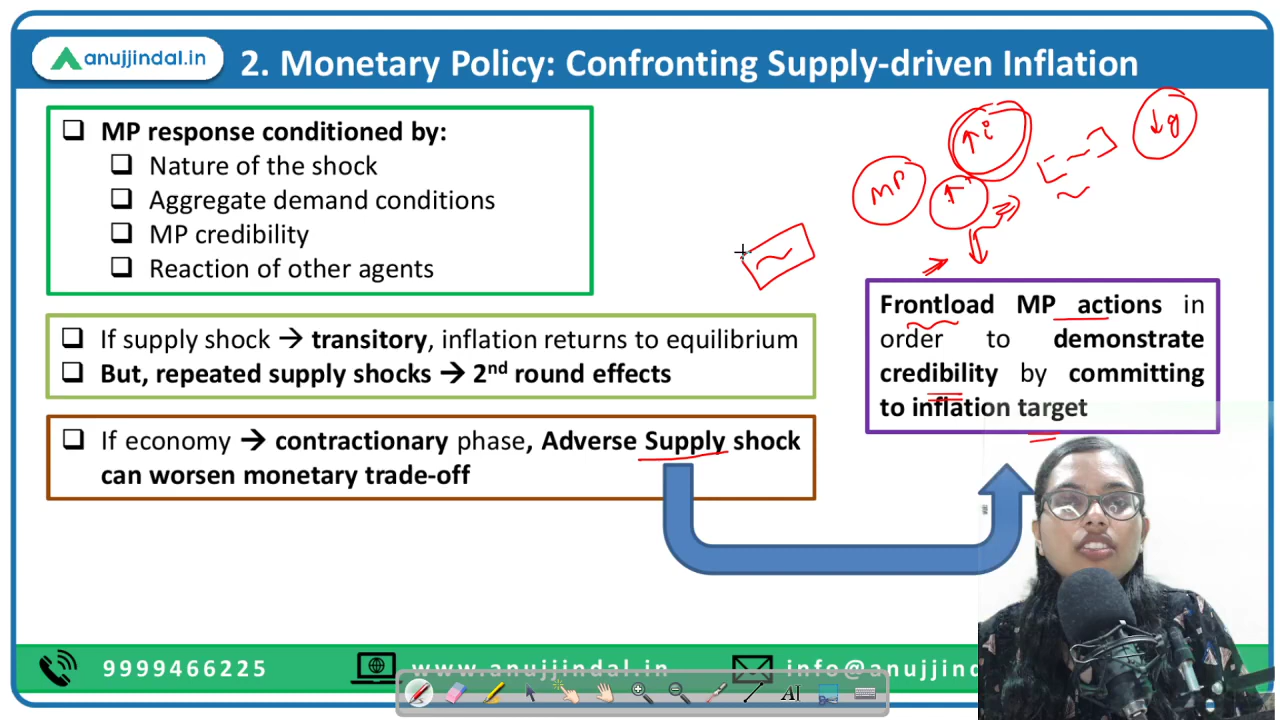 anujjindal.in
2. Monetary Policy: Confronting Supply-driven Inflation
MP response conditioned by:
Nature of the shock
Aggregate demand conditions
MP credibility
Reaction of other agents
If supply shock → transitory, inflation returns to equilibrium
But, repeated supply shocks → 2nd round effects
If economy → contractionary phase, Adverse Supply shock
can worsen monetary trade-off
MP
↑ i
↑
↓ g
Frontload MP actions in
order to demonstrate
credibility by committing
to inflation target
9999466225
www.anujjindal.in
info@anujjind
AI